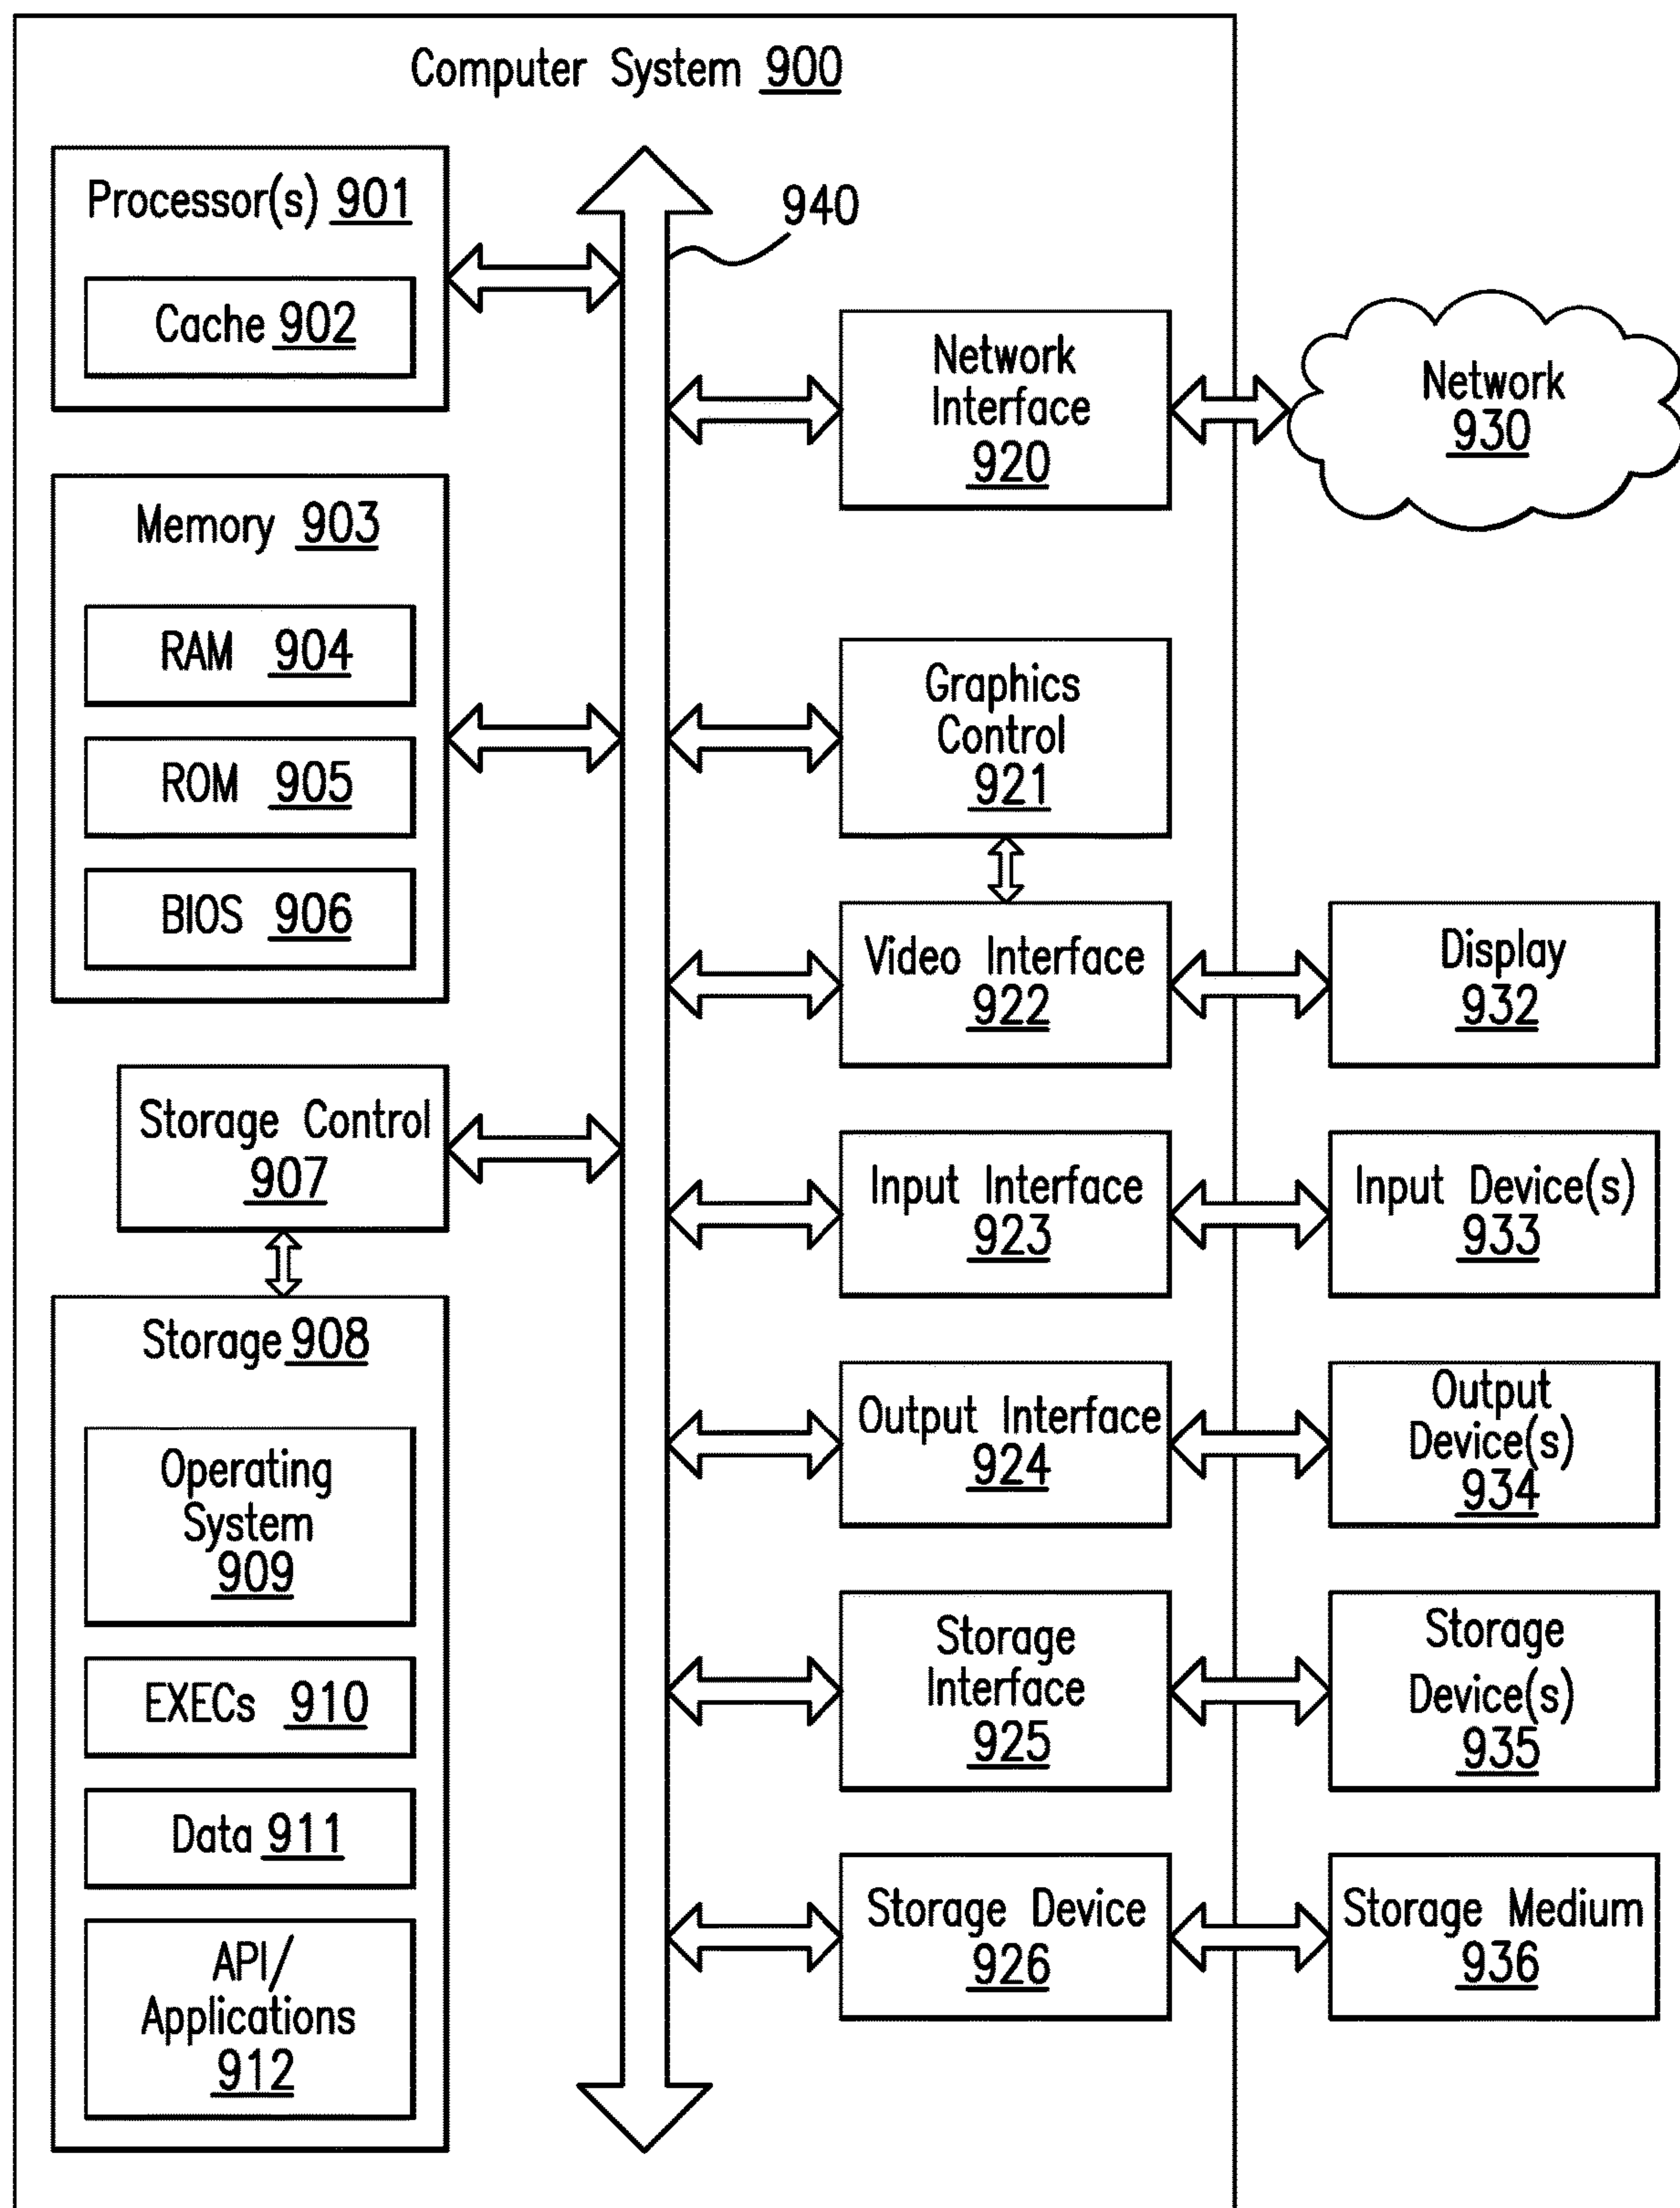 Computer System 900
Processor(s) 901
Cache 902
940
Memory 903
RAM 904
ROM 905
BIOS 906
Storage Control
907
Storage 908
Operating
System
909
EXECs 910
Data 911
API/
Applications
912
Network
Interface
920
Network
930
Graphics
Control
921
Video Interface
922
Display
932
Input Interface
923
Input Device(s)
933
Output Interface
924
Output
Device(s)
934
Storage
Interface
925
Storage
Device(s)
935
Storage Device
926
Storage Medium
936